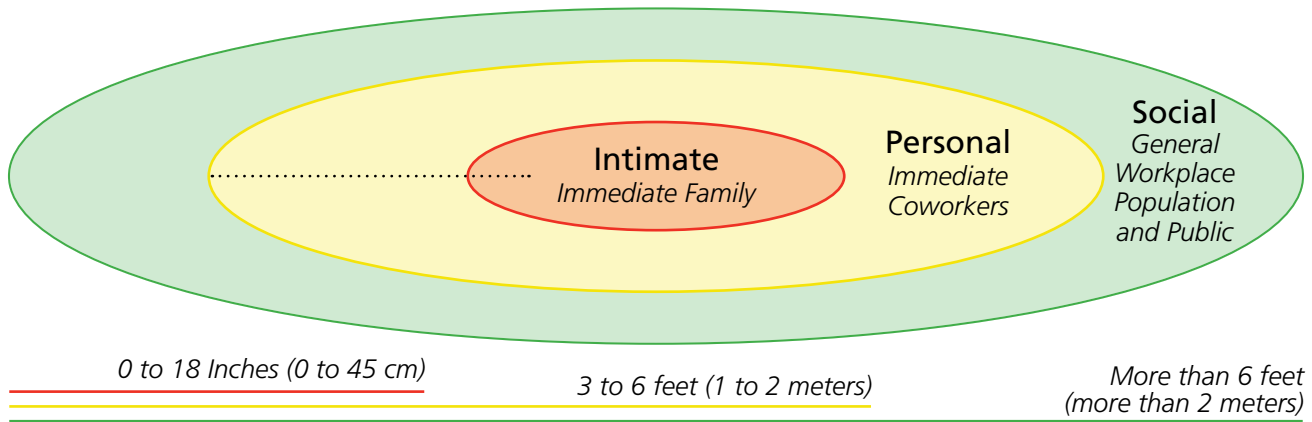 Intimate
Immediate Family
Personal
Immediate
Coworkers
Social
General
Workplace
Population
and Public
0 to 18 Inches (0 to 45 cm)
3 to 6 feet (1 to 2 meters)
More than 6 feet
(more than 2 meters)